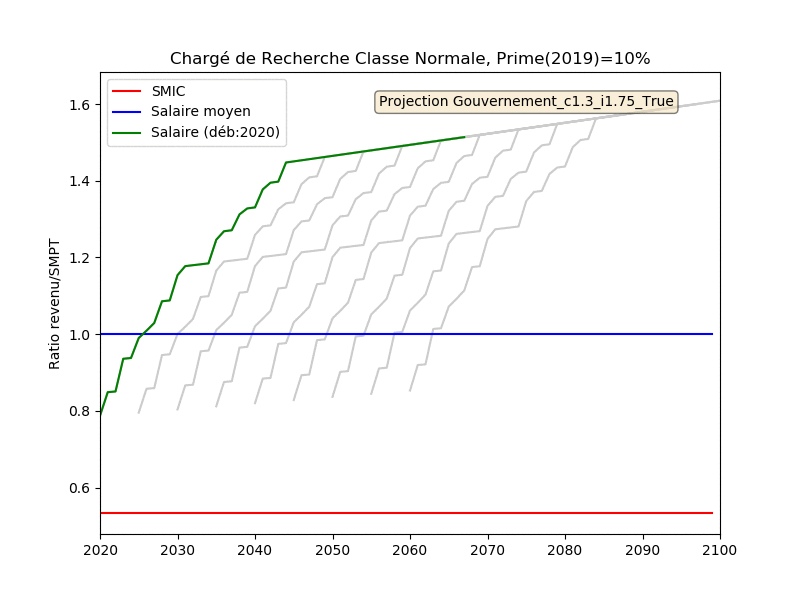 Chargé de Recherche Classe Normale, Prime(2019)=10%
SMIC
Salaire moyen
Salaire (déb:2020)
Projection Gouvernement_c1.3_i1.75_True
Ratio revenu/SMPT
1.6
1.4
1.2
1.0
0.8
0.6
2020 2030 2040 2050 2060 2070 2080 2090 2100